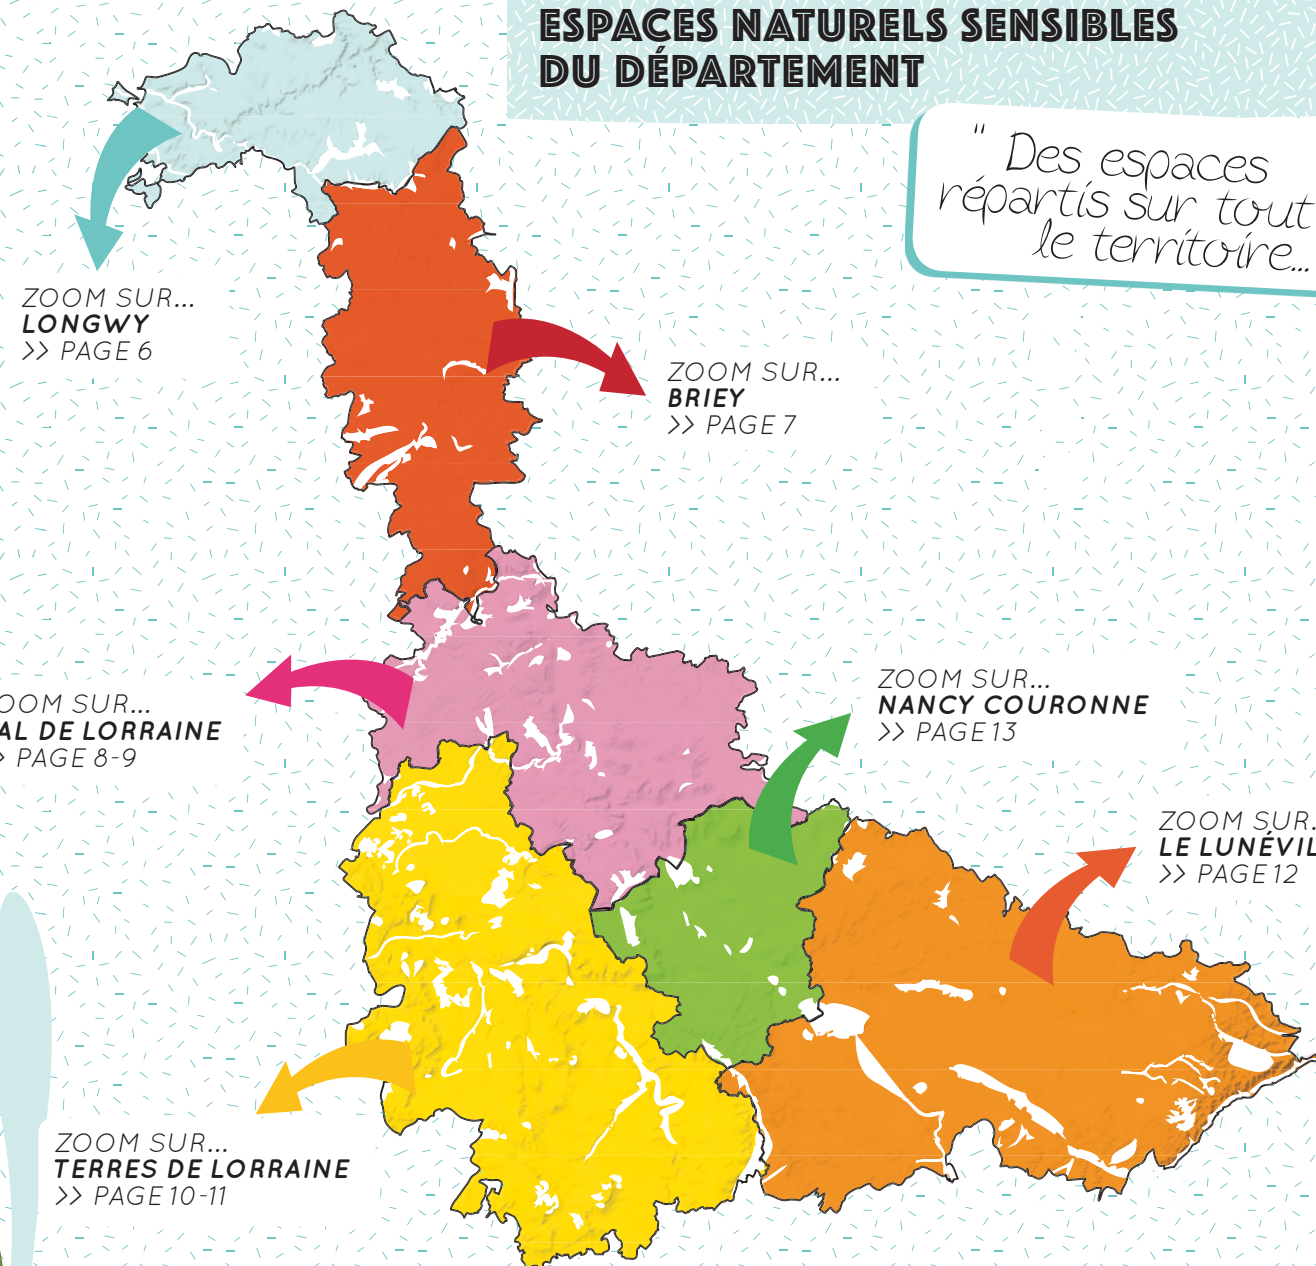 ESPACES NATURELS SENSIBLES
DU DÉPARTEMENT
" Des espaces
répartis sur tout
le territoire...
ZOOM SUR...
LONGWY
>> PAGE 6
ZOOM SUR...
BRIEY
>> PAGE 7
OOM SUR...
AL DE LORRAINE
> PAGE 8-9
ZOOM SUR...
NANCY COURONNE
>> PAGE 13
ZOOM SUR..
LE LUNÉVIL
>> PAGE 12
ZOOM SUR...
TERRES DE LORRAINE
>> PAGE 10-11